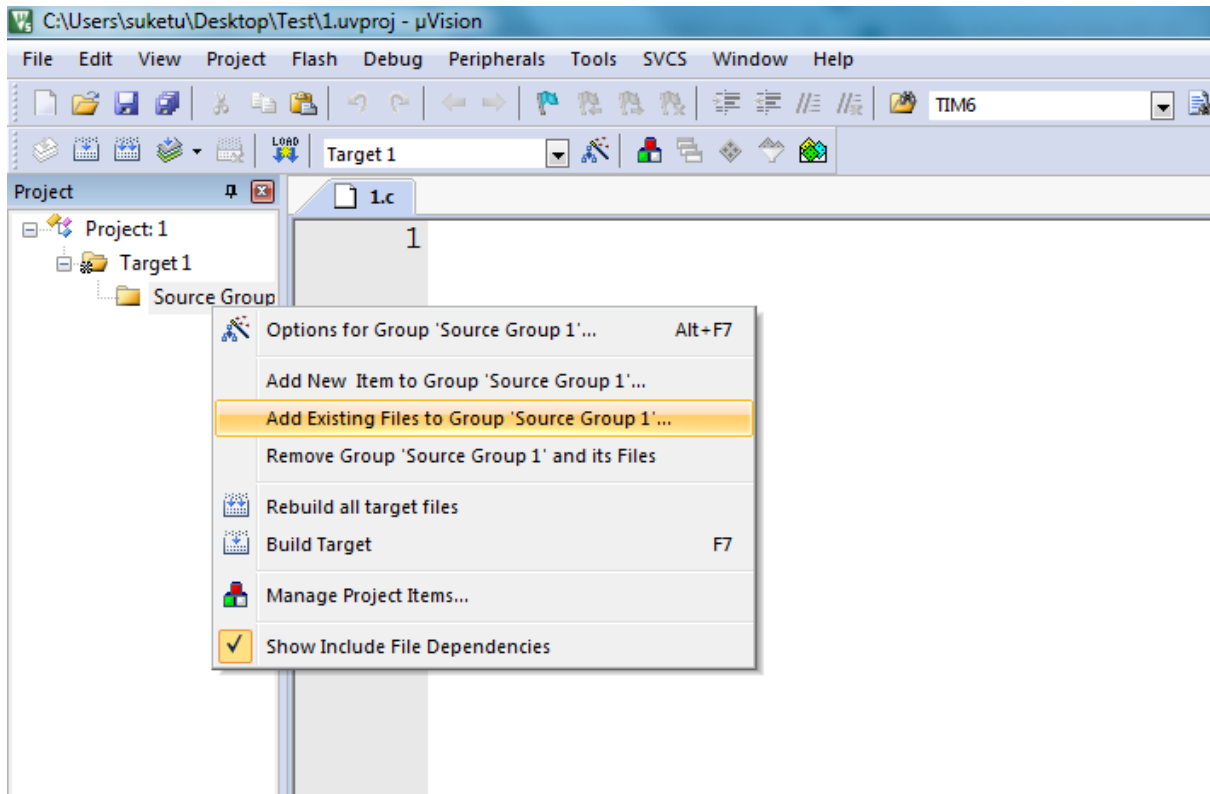 C:\Users\suketu\Desktop\Test\1.uvproj - µVision
File Edit View Project Flash Debug Peripherals Tools SVCS Window Help
TIM6
LOAD Target 1
Project
1.c
Project: 1
1
Target 1
Source Group
Options for Group 'Source Group 1'... Alt+F7
Add New Item to Group 'Source Group 1'...
Add Existing Files to Group 'Source Group 1'...
Remove Group 'Source Group 1' and its Files
Rebuild all target files
Build Target F7
Manage Project Items...
Show Include File Dependencies